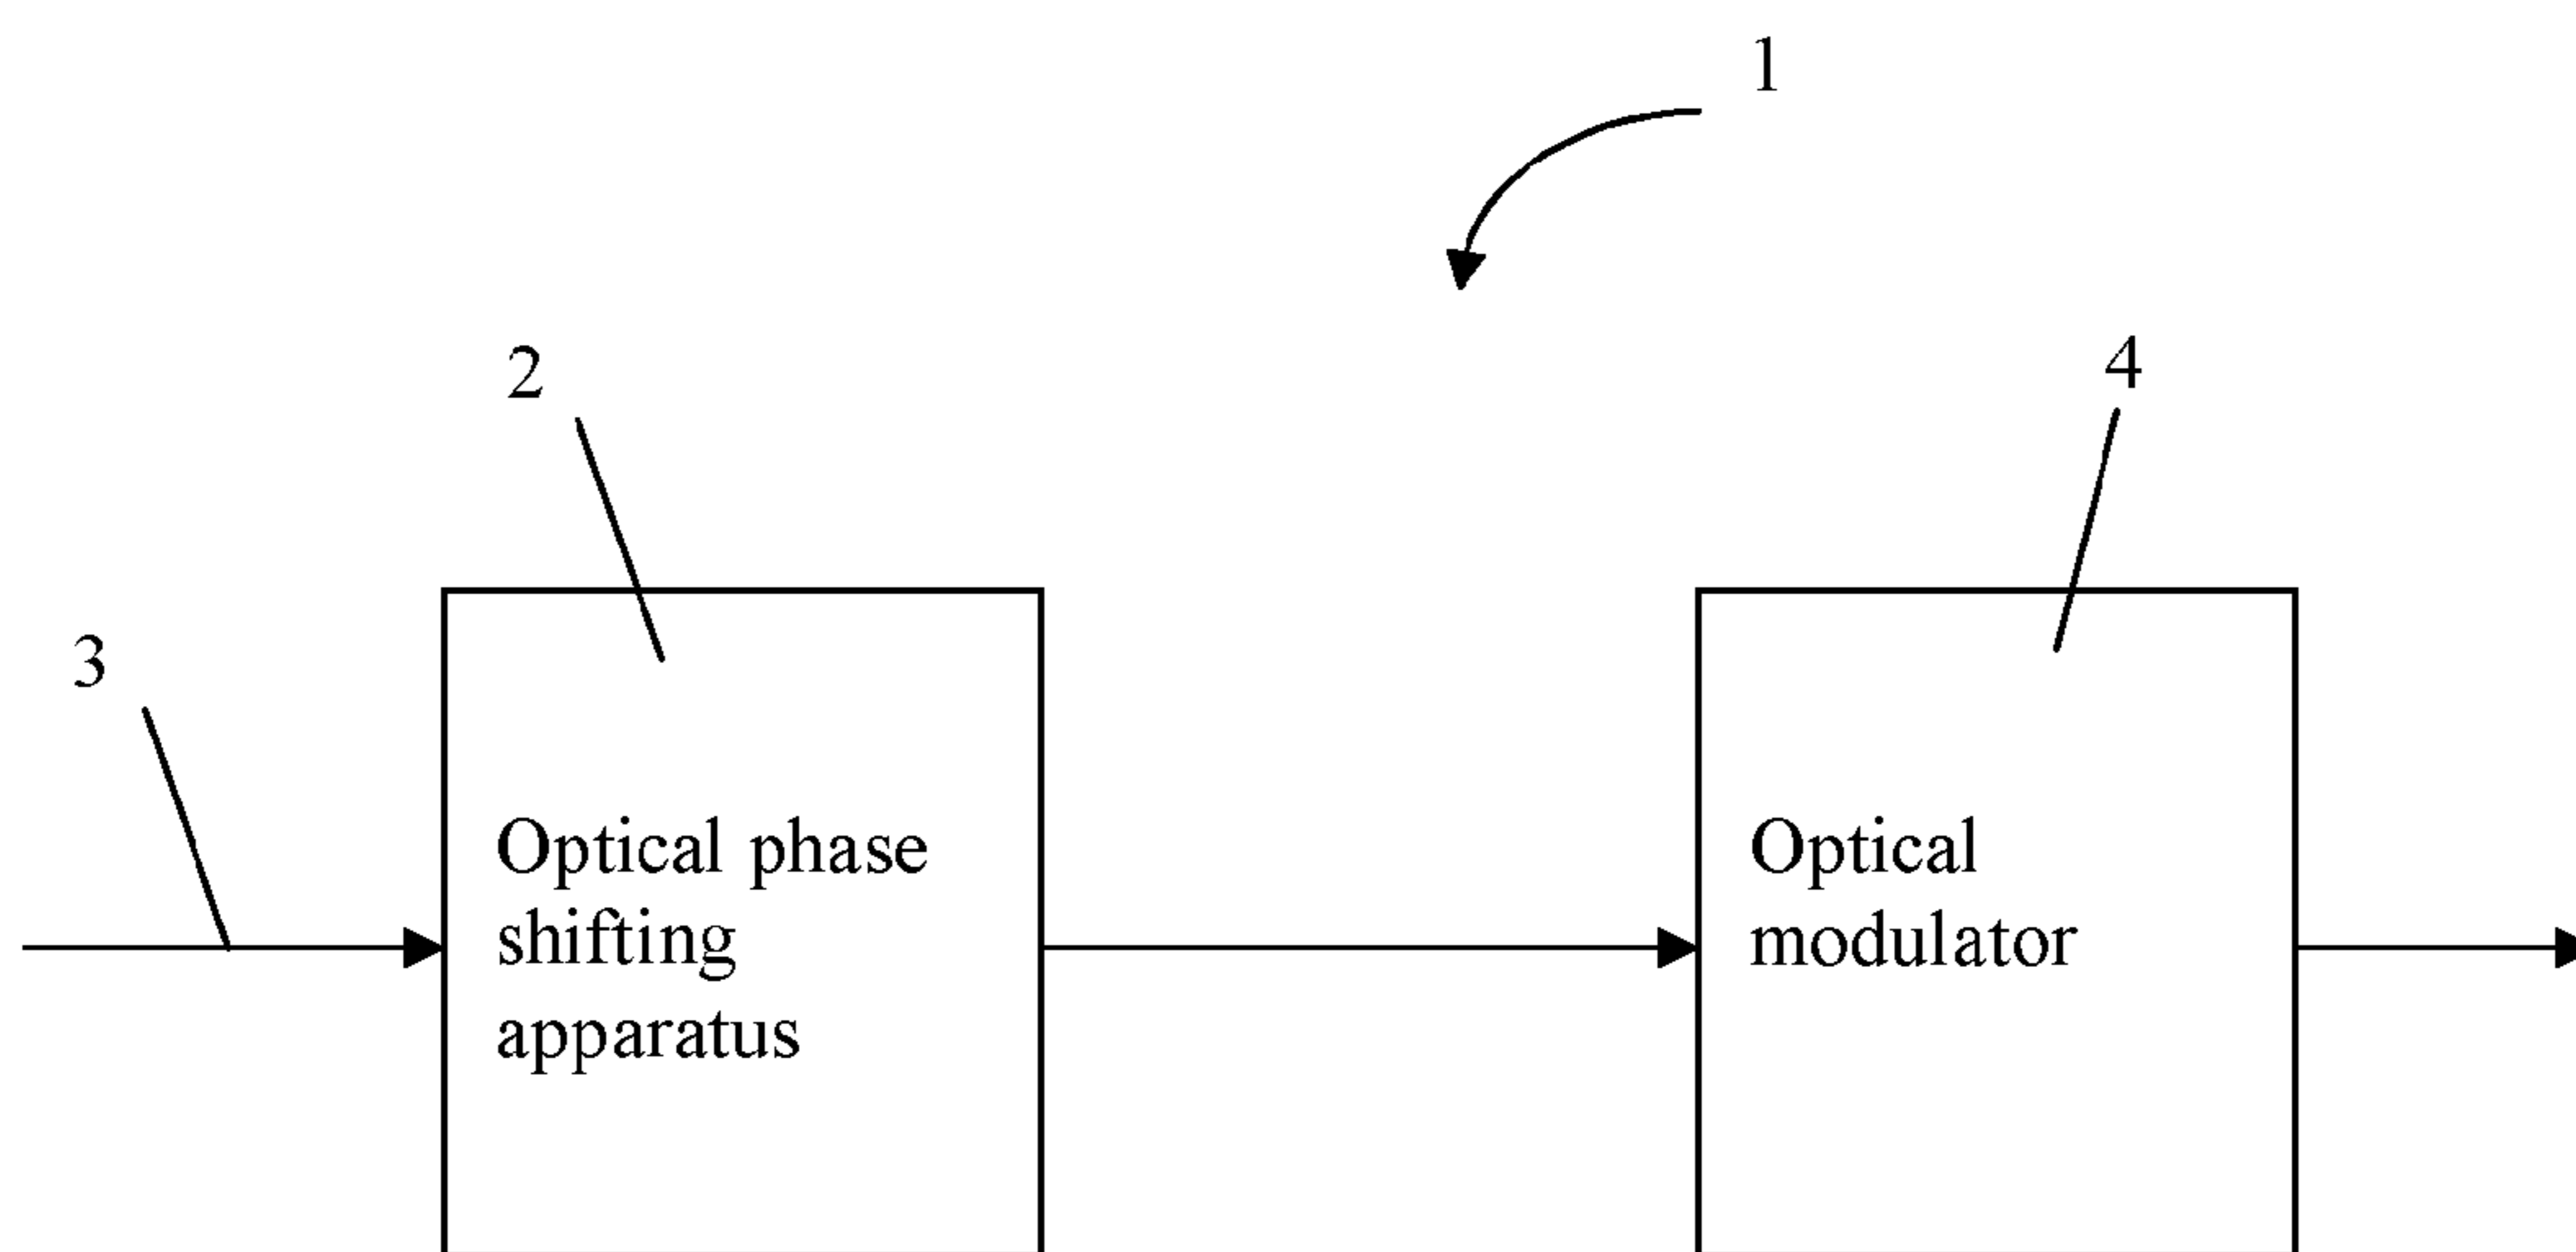 1
2
4
3
Optical phase
shifting
apparatus
Optical
modulator